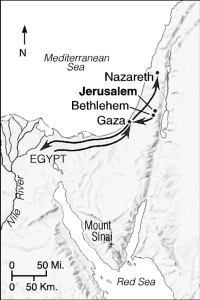 N
Mediterranean
Sea
Nazareth
Jerusalem
Bethlehem
Gaza
EGYPT
Nile River
Mount
Sinai
0 50 Mi.
0 50 Km.
Red Sea